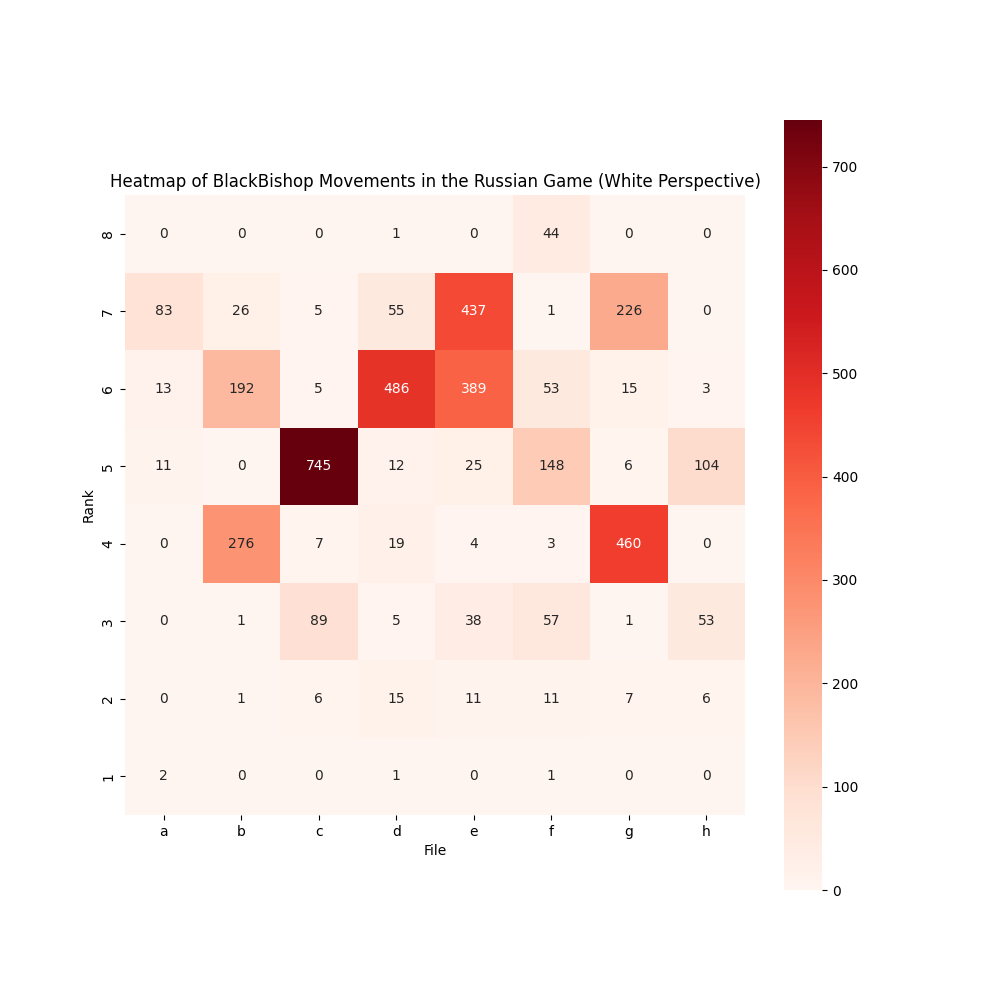 Heatmap of BlackBishop Movements in the Russian Game (White Perspective)
8 0 0 0 1 0 44 0 0
7 83 26 5 55 437 1 226 0
6 13 192 5 486 389 53 15 3
5 11 0 745 12 25 148 6 104
4 0 276 7 19 4 3 460 0
3 0 1 89 5 38 57 1 53
2 0 1 6 15 11 11 7 6
1 2 0 0 1 0 1 0 0
Rank
a b c d e f g h
File
700
600
500
400
300
200
100
0